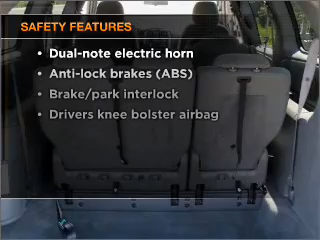 SAFETY FEATURES
• Dual-note electric horn
• Anti-lock brakes (ABS)
• Brake/park interlock
• Drivers knee bolster airbag